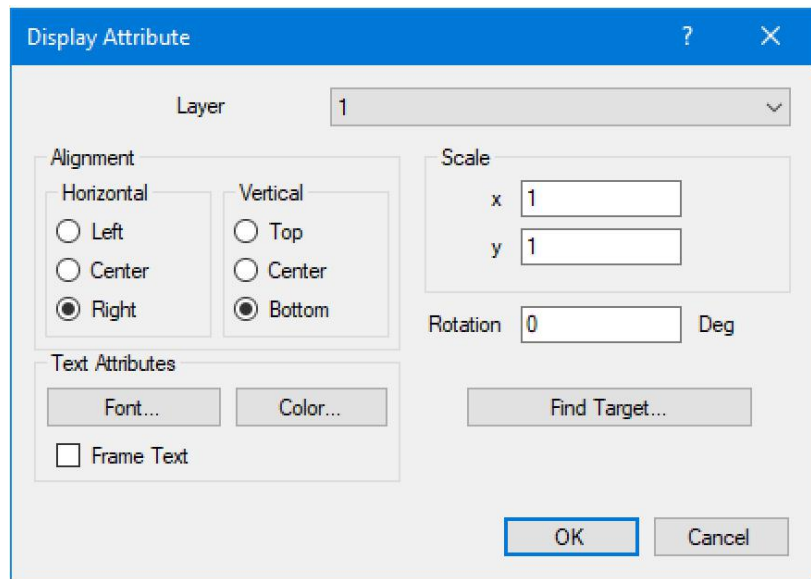 Display Attribute ?
Layer 1
Alignment
Horizontal
Left
Center
Right
Vertical
Top
Center
Bottom
Scale
x 1
y 1
Rotation 0 Deg
Text Attributes
Font... Color...
Frame Text
Find Target...
OK Cancel